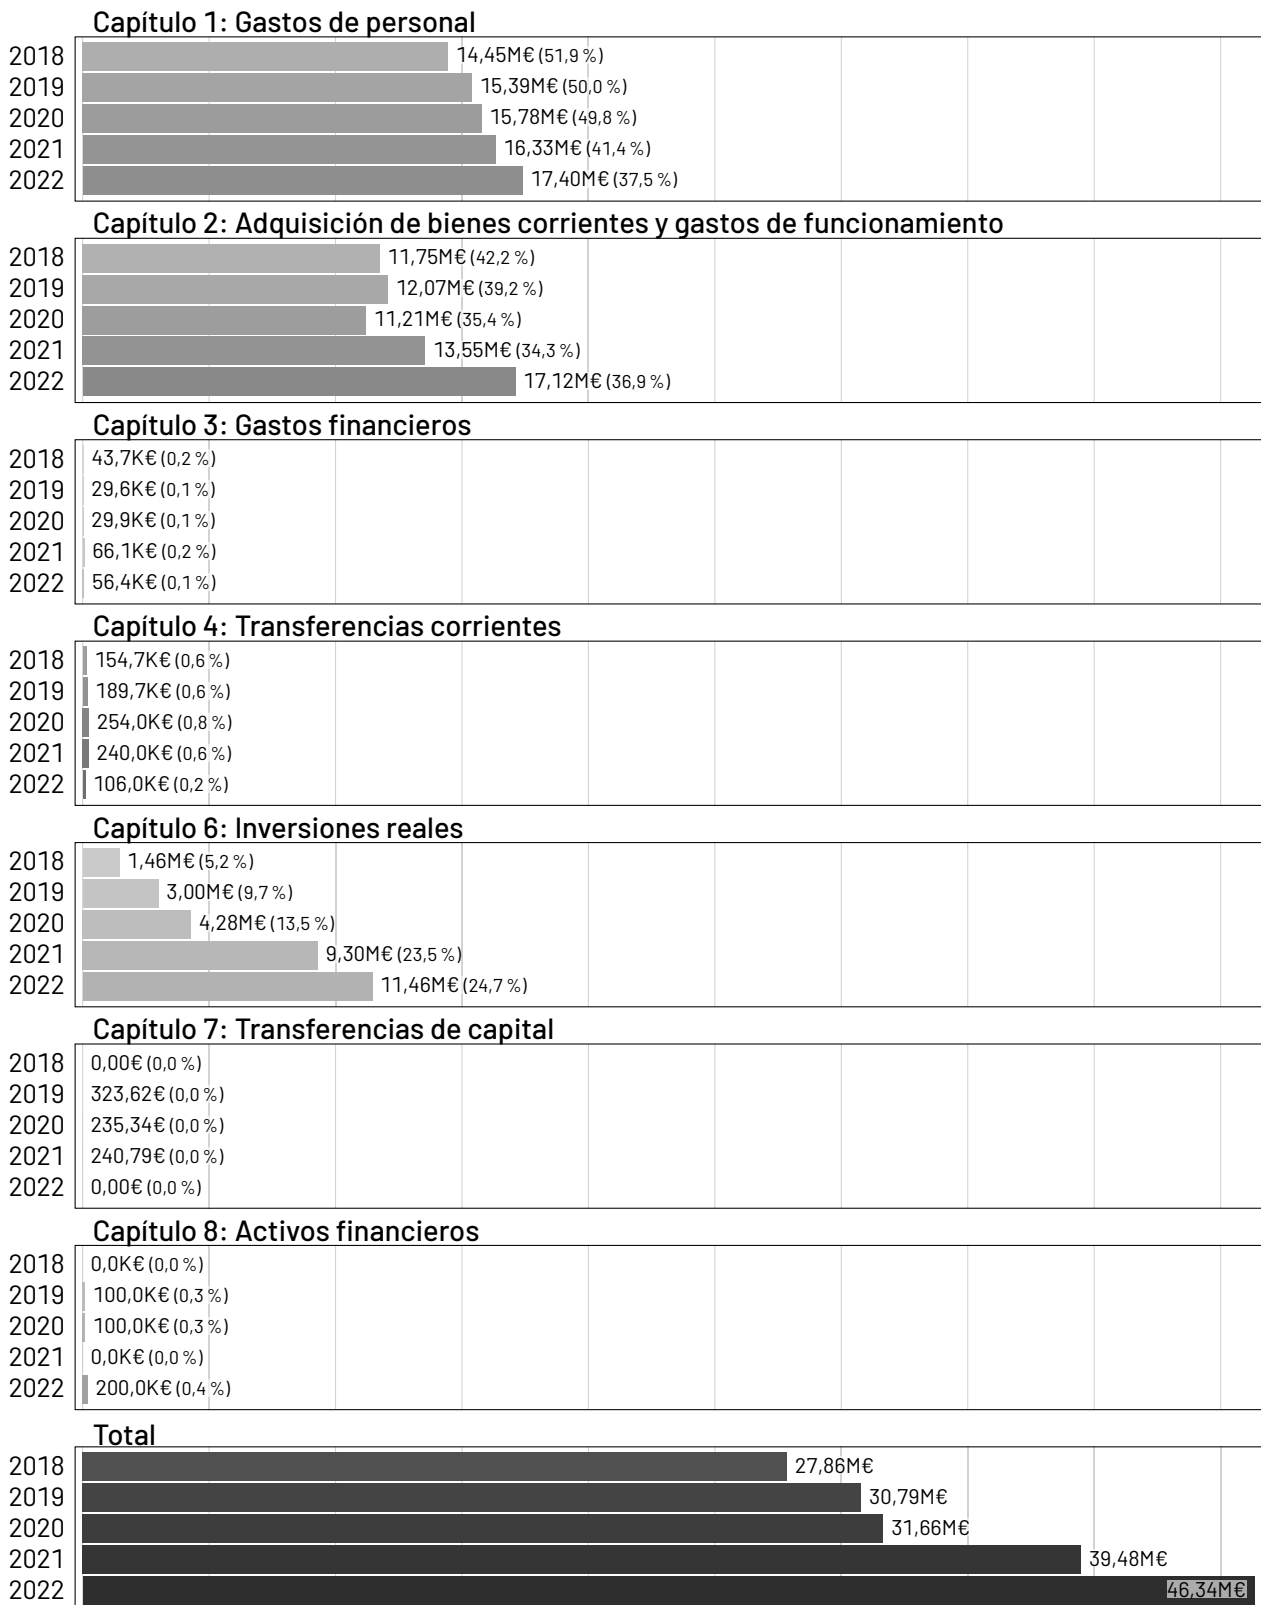 Capítulo 1: Gastos de personal
2018 14,45M€ (51,9 %)
2019 15,39M€ (50,0 %)
2020 15,78M€ (49,8 %)
2021 16,33M€ (41,4 %)
2022 17,40M€ (37,5 %)
Capítulo 2: Adquisición de bienes corrientes y gastos de funcionamiento
2018 11,75M€ (42,2 %)
2019 12,07M€ (39,2 %)
2020 11,21M€ (35,4 %)
2021 13,55M€ (34,3 %)
2022 17,12M€ (36,9 %)
Capítulo 3: Gastos financieros
2018 43,7K€ (0,2 %)
2019 29,6K€ (0,1 %)
2020 29,9K€ (0,1 %)
2021 66,1K€ (0,2 %)
2022 56,4K€ (0,1 %)
Capítulo 4: Transferencias corrientes
2018 154,7K€ (0,6 %)
2019 189,7K€ (0,6 %)
2020 254,0K€ (0,8 %)
2021 240,0K€ (0,6 %)
2022 106,0K€ (0,2 %)
Capítulo 6: Inversiones reales
2018 1,46M€ (5,2 %)
2019 3,00M€ (9,7 %)
2020 4,28M€ (13,5 %)
2021 9,30M€ (23,5 %)
2022 11,46M€ (24,7 %)
Capítulo 7: Transferencias de capital
2018 0,00€ (0,0 %)
2019 323,62€ (0,0 %)
2020 235,34€ (0,0 %)
2021 240,79€ (0,0 %)
2022 0,00€ (0,0 %)
Capítulo 8: Activos financieros
2018 0,0K€ (0,0 %)
2019 100,0K€ (0,3 %)
2020 100,0K€ (0,3 %)
2021 0,0K€ (0,0 %)
2022 200,0K€ (0,4 %)
Total
2018 27,86M€
2019 30,79M€
2020 31,66M€
2021 39,48M€
2022 46,34M€